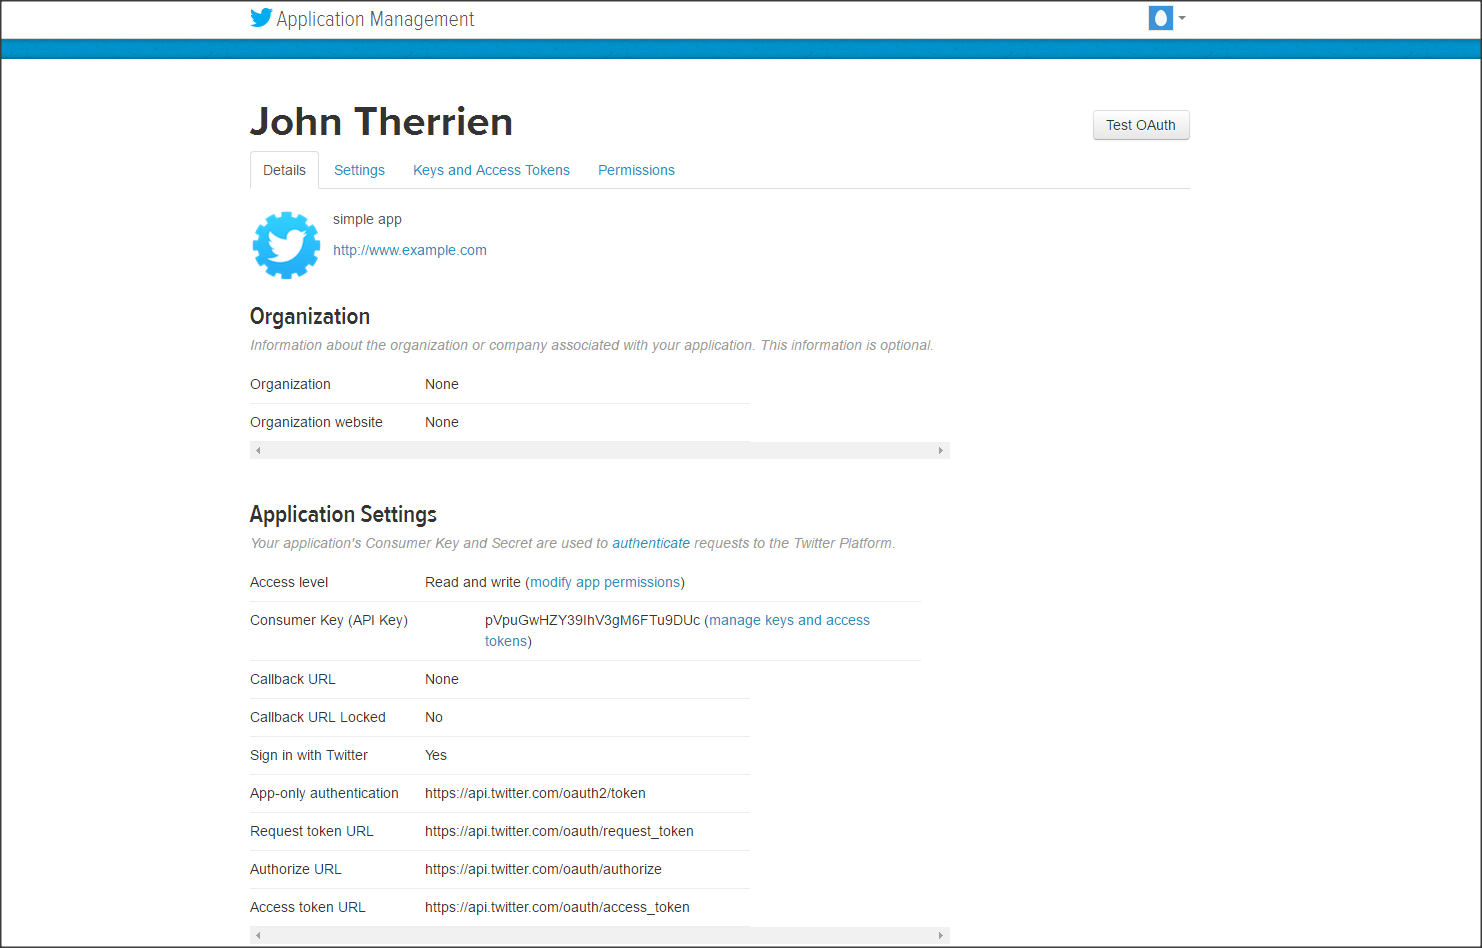 Application Management
John Therrien
Test OAuth
Details Settings Keys and Access Tokens Permissions
simple app
http://www.example.com
Organization
Information about the organization or company associated with your application. This information is optional.
Organization None
Organization website None
Application Settings
Your application's Consumer Key and Secret are used to authenticate requests to the Twitter Platform.
Access level Read and write (modify app permissions)
Consumer Key (API Key) pVpuGwHZY39IhV3gM6FTu9DUc (manage keys and access
tokens)
Callback URL None
Callback URL Locked No
Sign in with Twitter Yes
App-only authentication https://api.twitter.com/oauth2/token
Request token URL https://api.twitter.com/oauth/request_token
Authorize URL https://api.twitter.com/oauth/authorize
Access token URL https://api.twitter.com/oauth/access_token